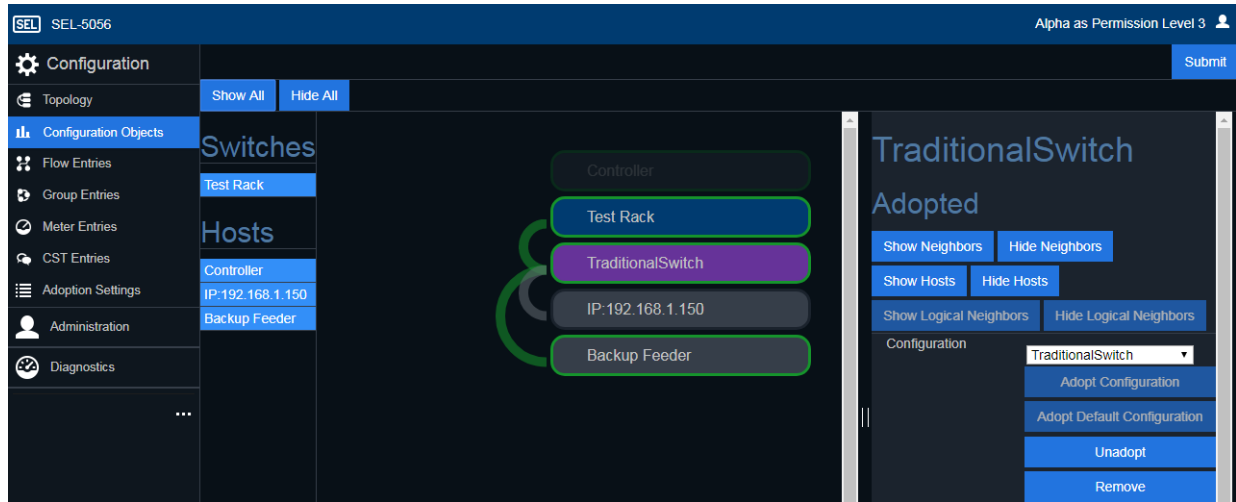 SEL SEL-5056
Alpha as Permission Level 3
Configuration
Submit
Topology
Configuration Objects
Flow Entries
Group Entries
Meter Entries
CST Entries
Adoption Settings
Administration
Diagnostics
...
Show All Hide All
Switches
Test Rack
Hosts
Controller
IP:192.168.1.150
Backup Feeder
Controller
Test Rack
TraditionalSwitch
IP:192.168.1.150
Backup Feeder
TraditionalSwitch
Adopted
Show Neighbors Hide Neighbors
Show Hosts Hide Hosts
Show Logical Neighbors Hide Logical Neighbors
Configuration
TraditionalSwitch
Adopt Configuration
Adopt Default Configuration
Unadopt
Remove